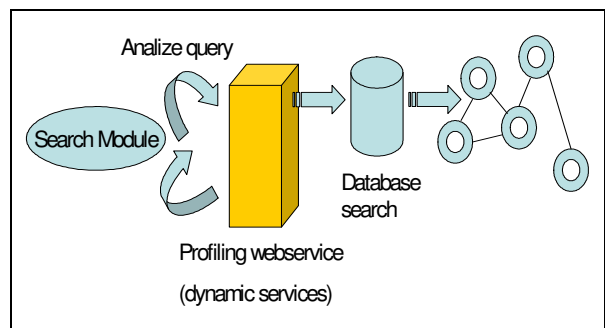 Analize query
Search Module
Database
search
Profiling webservice
(dynamic services)